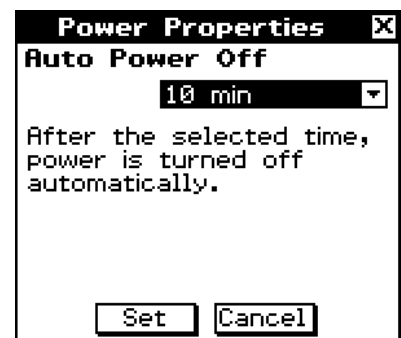 Power Properties X
Auto Power Off
10 min
After the selected time,
power is turned off
automatically.
Set Cancel